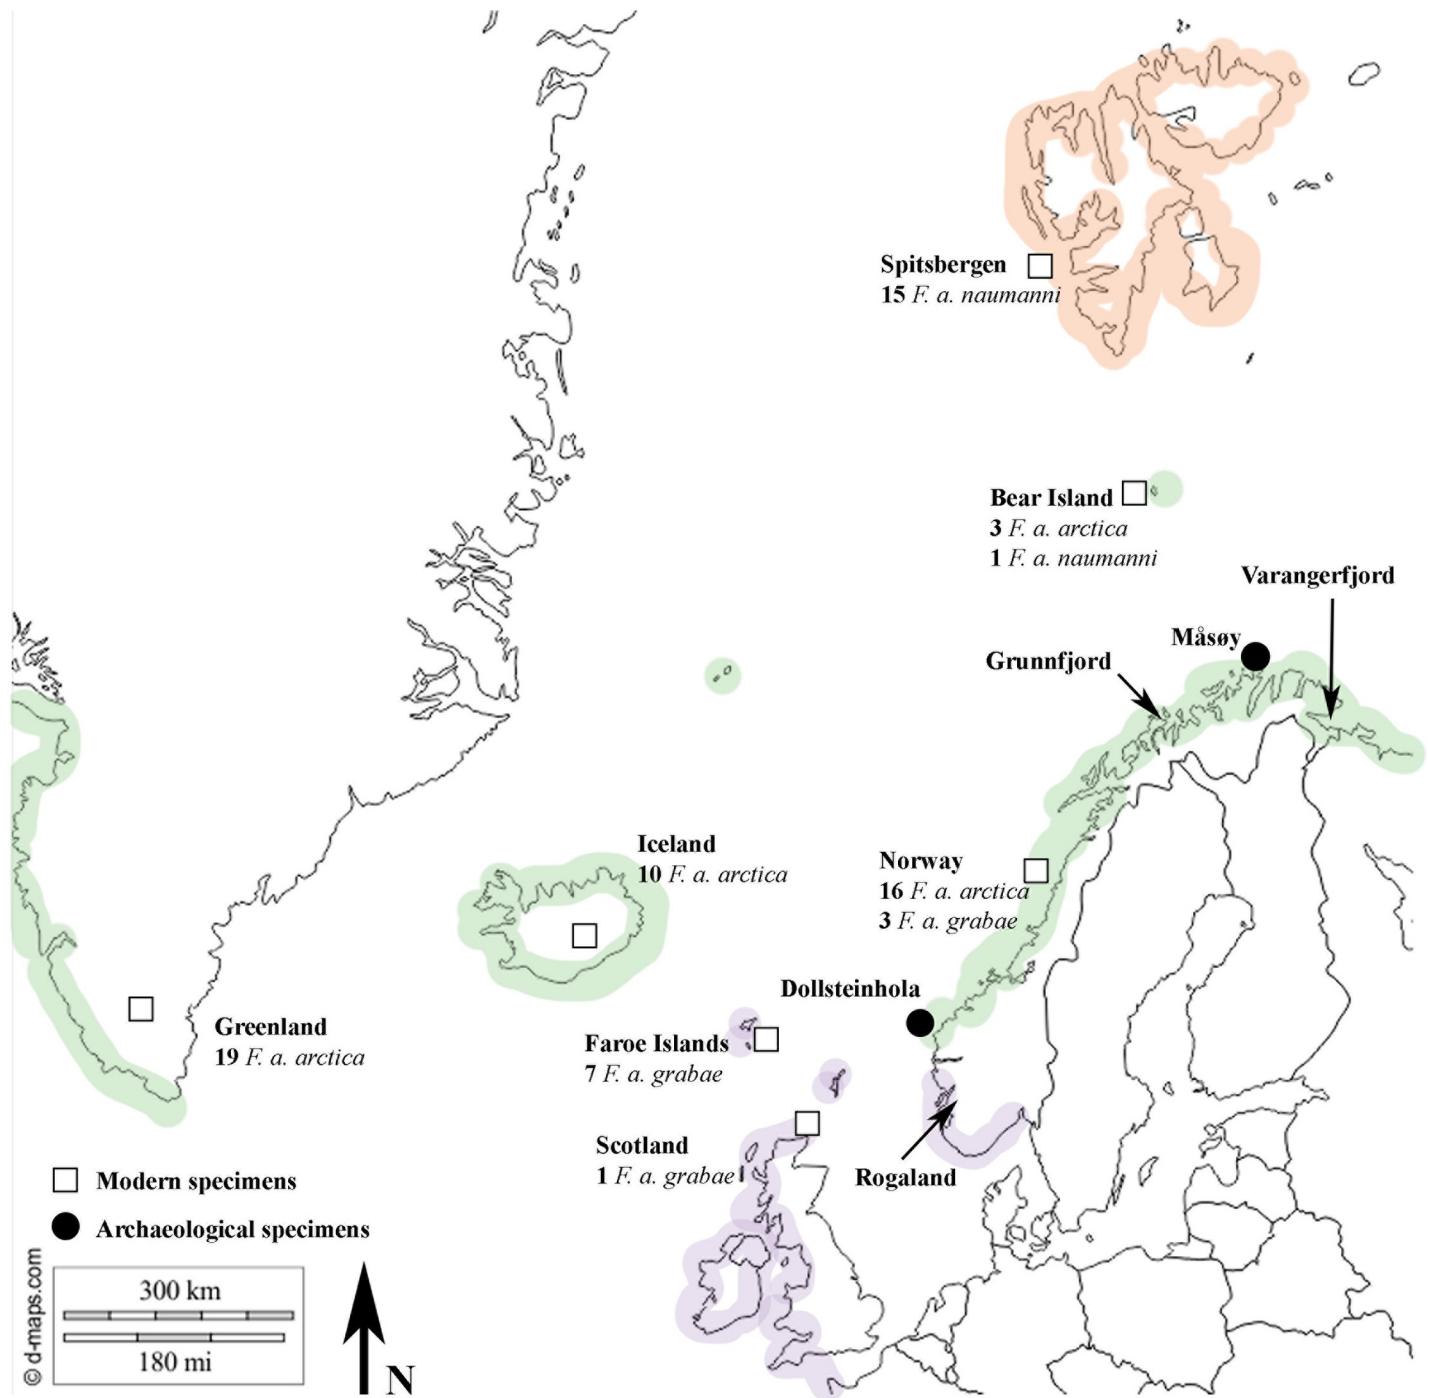 Spitsbergen
15 F. a. naumanni
Bear Island
3 F. a. arctica
1 F. a. naumanni
Varangerfjord
Måsøy
Grunnfjord
Iceland
10 F. a. arctica
Norway
16 F. a. arctica
3 F. a. grabae
Dollsteinhola
Greenland
19 F. a. arctica
Faroe Islands
7 F. a. grabae
Scotland
1 F. a. grabae
Rogaland
Modern specimens
Archaeological specimens
© d-maps.com
300 km
180 mi
N